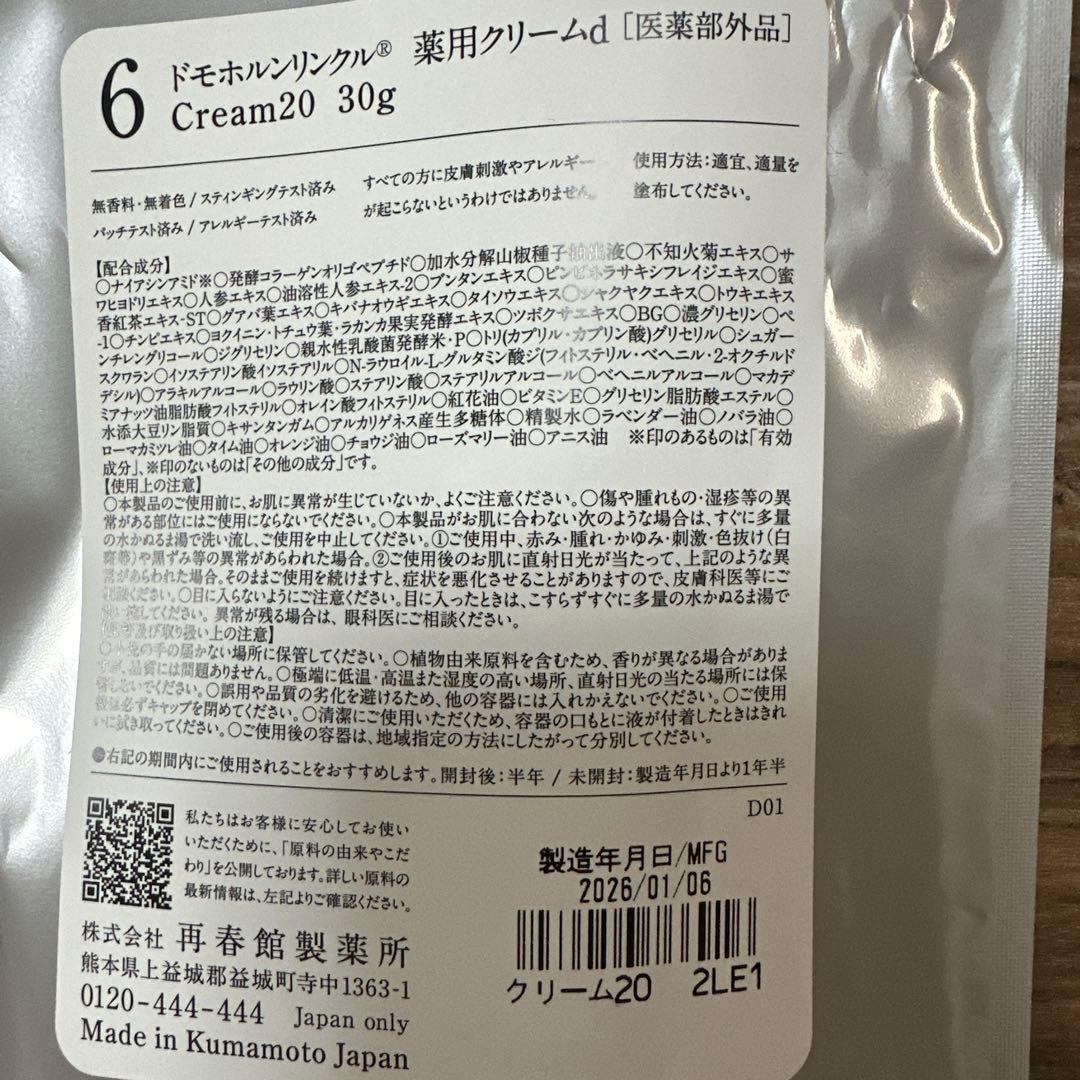 6 ドモホルンリンクル® 薬用クリームd [医薬部外品]
Cream20 30g
無香料・無着色 / スティンギングテスト済み
パッチテスト済み / アレルギーテスト済み
すべての方に皮膚刺激やアレルギー
が起こらないというわけではありません。
使用方法:適宜、適量を
塗布してください。
【配合成分】
○ナイアシンアミド※○発酵コラーゲンオリゴペプチド○加水分解山椒種子抽出液○不知火菊エキス○サ
ワヒヨドリエキス○人参エキス○油溶性人参エキス-2○ブンタンエキス○ピンピネラサキシフレイジエキス○蜜
香紅茶エキス-ST○グアバ葉エキス○キバナオウギエキス○タイソウエキス○シャクヤクエキス○トウキエキス
-1○チンピエキス○ヨクイニン・トチュウ葉・ラカンカ果実発酵エキス○ツボクサエキス○BG○濃グリセリン○ペ
ンチレングリコール○ジグリセリン○親水性乳酸菌発酵米・P○トリ(カプリル・カプリン酸)グリセリル○シュガー
スクワラン○イソステアリン酸イソステアリル○N-ラウロイル-L-グルタミン酸ジ(フィトステリル・ベヘニル・2-オクチルド
デシル)○アラキルアルコール○ラウリン酸○ステアリン酸○ステアリルアルコール○ベヘニルアルコール○マカデ
ミアナッツ油脂肪酸フィトステリル○オレイン酸フィトステリル○紅花油○ビタミンE○グリセリン脂肪酸エステル○
水添大豆リン脂質○キサンタンガム○アルカリゲネス産生多糖体○精製水○ラベンダー油○ノバラ油○
ローマカミツレ油○タイム油○オレンジ油○チョウジ油○ローズマリー油○アニス油 ※印のあるものは「有効
成分」、※印のないものは「その他の成分」です。
【使用上の注意】
○本製品のご使用前に、お肌に異常が生じていないか、よくご注意ください。○傷や腫れもの・湿疹等の異
常がある部位にはご使用にならないでください。○本製品がお肌に合わない次のような場合は、すぐに多量
の水かぬるま湯で洗い流し、ご使用を中止してください。①ご使用中、赤み・腫れ・かゆみ・刺激・色抜け(白
斑等)や黒ずみ等の異常があらわれた場合。②ご使用後のお肌に直射日光が当たって、上記のような異
常があらわれた場合。そのままご使用を続けますと、症状を悪化させることがありますので、皮膚科医等にご
相談ください。○目に入らないようにご注意ください。目に入ったときは、こすらずすぐに多量の水かぬるま湯で
洗い流してください。異常が残る場合は、眼科医にご相談ください。
【保管及び取り扱い上の注意】
○乳幼児の手の届かない場所に保管してください。○植物由来原料を含むため、香りが異なる場合がありま
すが、品質には問題ありません。○極端に低温・高温また湿度の高い場所、直射日光の当たる場所には保
管しないでください。○誤用や品質の劣化を避けるため、他の容器には入れかえないでください。○ご使用
後は必ずキャップを閉めてください。○清潔にご使用いただくため、容器の口もとに液が付着したときはきれ
いに拭き取ってください。○ご使用後の容器は、地域指定の方法にしたがって分別してください。
●右記の期間内にご使用されることをおすすめします。開封後:半年 / 未開封:製造年月日より1年半
D01
私たちはお客様に安心してお使い
いただくために、「原料の由来やこだ
わり」を公開しております。詳しい原料の
最新情報は、左記よりご確認ください。
製造年月日/MFG
2026/01/06
クリーム20 2LE1
株式会社 再春館製薬所
熊本県上益城郡益城町寺中1363-1
0120-444-444 Japan only
Made in Kumamoto Japan